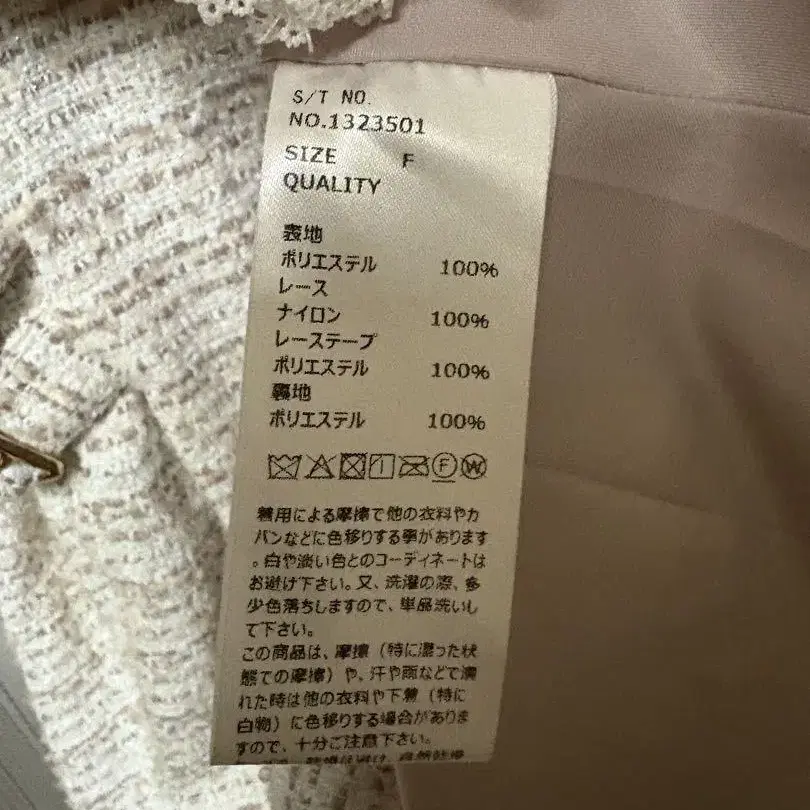 S/T NO.
NO.1323501
SIZE F
QUALITY
表地
ポリエステル 100%
レース
ナイロン 100%
レーステープ
ポリエステル 100%
裏地
ポリエステル 100%
着用による摩擦で他の衣料やカ
バンなどに色移りする事があります
。白や淡い色とのコーディネートは
お避け下さい。又、洗濯の際、多
少色落ちしますので、単品洗いし
て下さい。
この商品は、摩擦（特に湿った状
態での摩擦）や、汗や雨などで濡
れた時は他の衣料や下着（特に
白物）に色移りする場合がありま
すので、十分ご注意下さい。